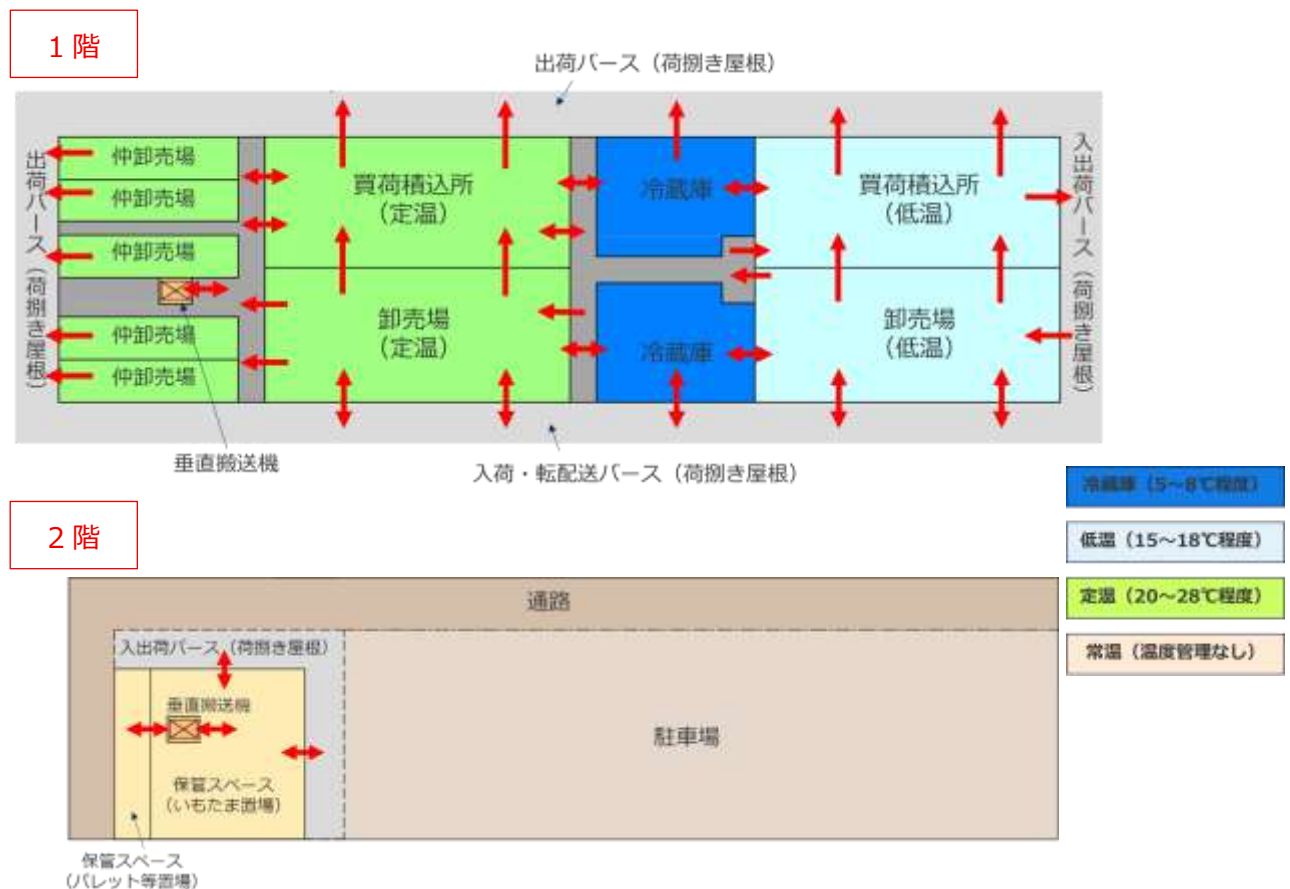 1階
出荷バース（荷捌き屋根）
出荷バース（荷捌き屋根）
仲卸売場
仲卸売場
仲卸売場
仲卸売場
仲卸売場
買荷積込所
（定温）
卸売場
（定温）
冷蔵庫
冷蔵庫
買荷積込所
（低温）
卸売場
（低温）
入出荷バース（荷捌き屋根）
垂直搬送機
入荷・転配送バース（荷捌き屋根）
冷蔵庫（5～8℃程度）
低温（15～18℃程度）
定温（20～28℃程度）
常温（温度管理なし）
2階
通路
入出荷バース（荷捌き屋根）
垂直搬送機
保管スペース
（いもたま置場）
駐車場
保管スペース
（パレット等置場）